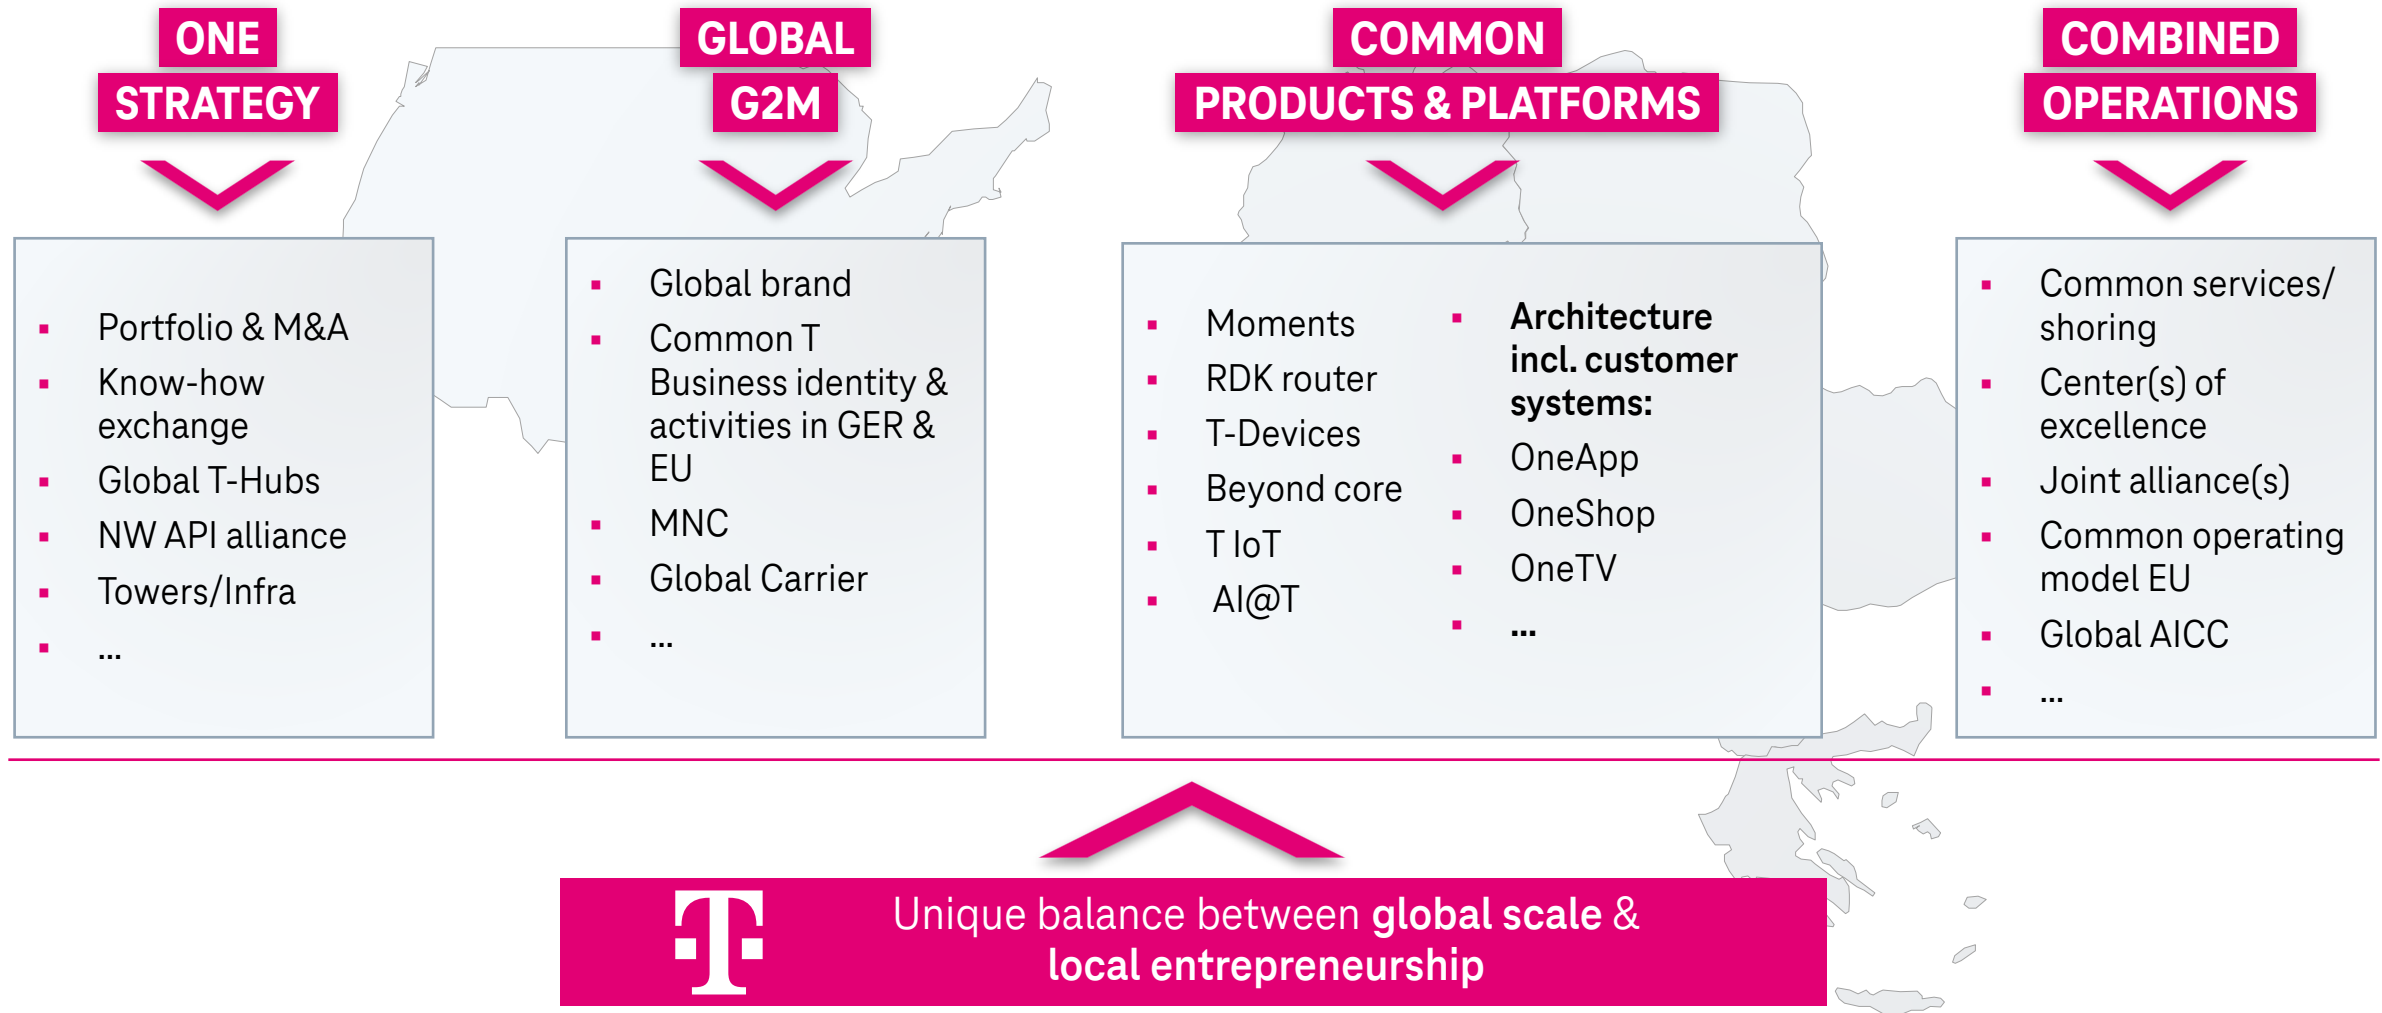 ONE
STRATEGY
Portfolio & M&A
Know-how
exchange
Global T-Hubs
NW API alliance
Towers/Infra
...
GLOBAL
G2M
Global brand
Common T
Business identity &
activities in GER &
EU
MNC
Global Carrier
...
COMMON
PRODUCTS & PLATFORMS
Moments
RDK router
T-Devices
Beyond core
T IoT
AI@T
Architecture
incl. customer
systems:
OneApp
OneShop
OneTV
...
COMBINED
OPERATIONS
Common services/
shoring
Center(s) of
excellence
Joint alliance(s)
Common operating
model EU
Global AICC
...
T
Unique balance between global scale &
local entrepreneurship